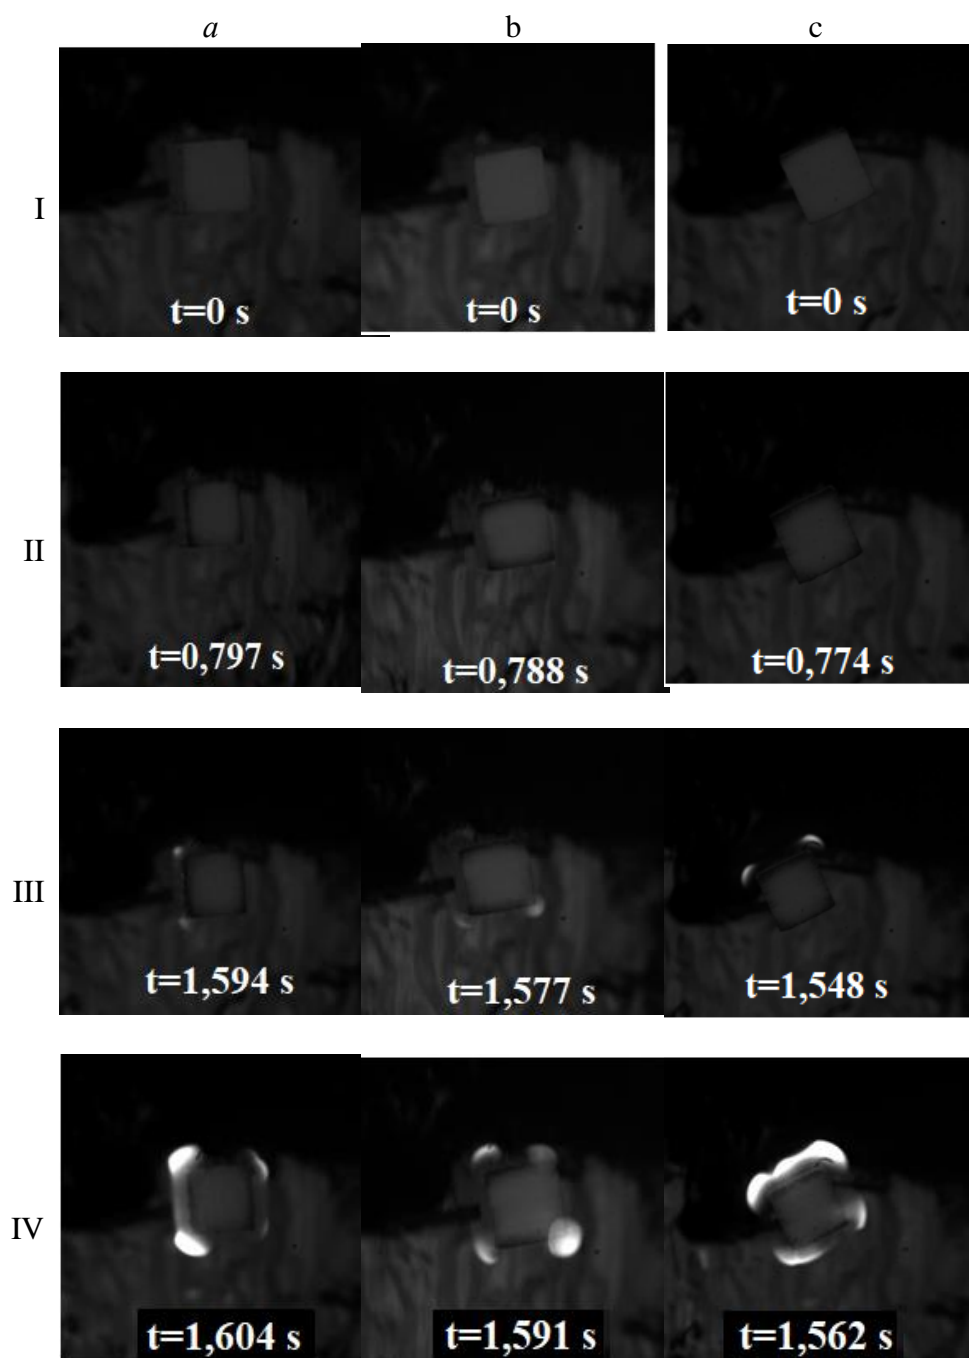 a b c
I
t=0 s t=0 s t=0 s
II
t=0,797 s t=0,788 s t=0,774 s
III
t=1,594 s t=1,577 s t=1,548 s
IV
t=1,604 s t=1,591 s t=1,562 s